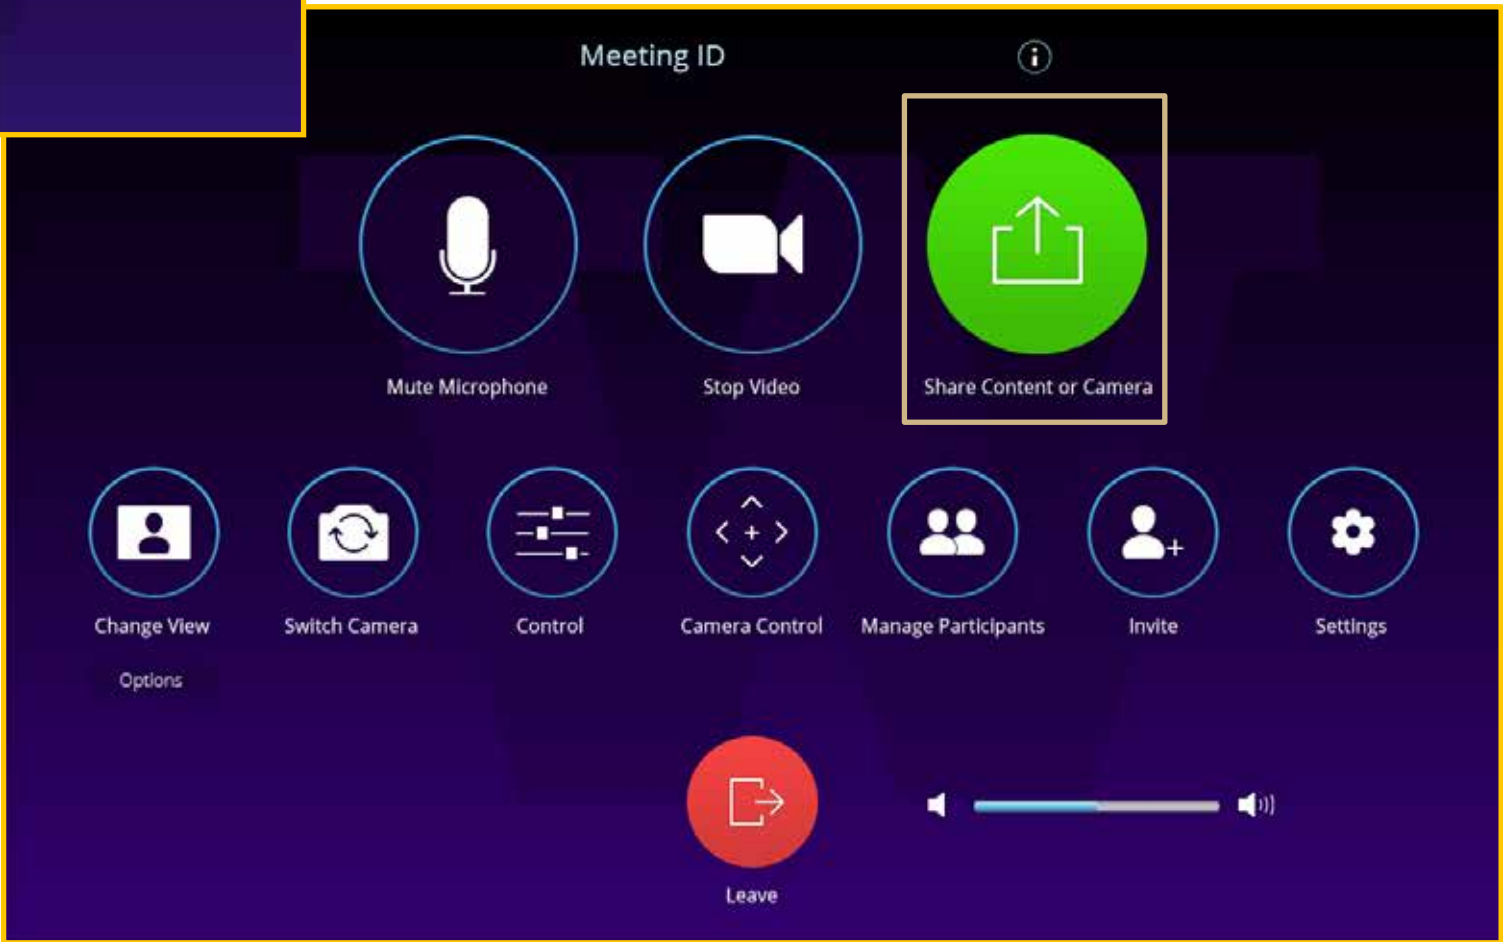 Meeting ID
Mute Microphone
Stop Video
Share Content or Camera
Change View
Switch Camera
Control
Camera Control
Manage Participants
Invite
Settings
Options
Leave